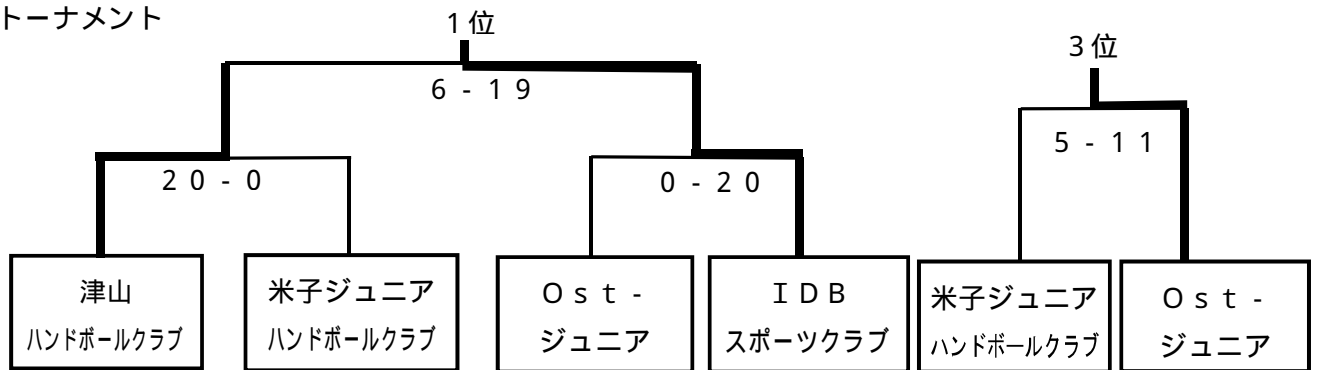 トーナメント
1位
3位
6-19
5-11
20-0
0-20
津山
ハンドボールクラブ
米子ジュニア
ハンドボールクラブ
Ost-
ジュニア
IDB
スポーツクラブ
米子ジュニア
ハンドボールクラブ
Ost-
ジュニア